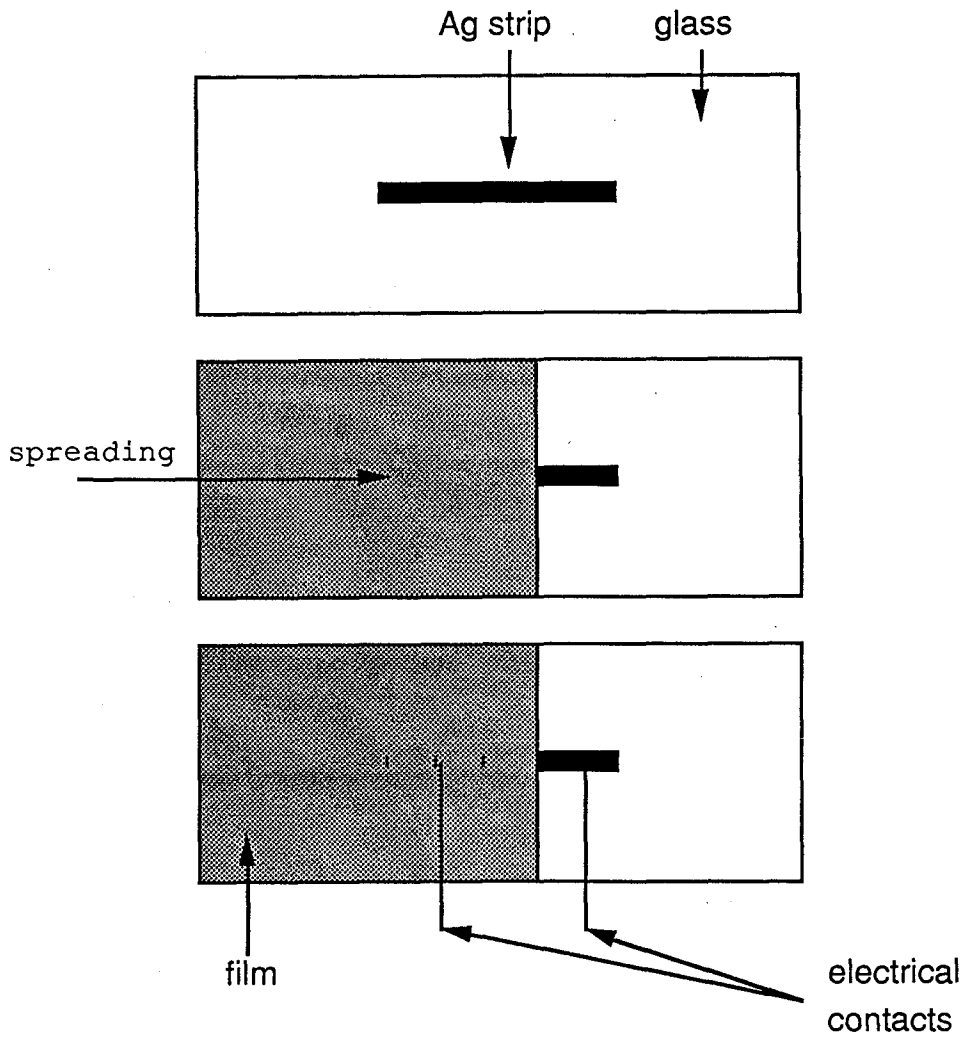 Ag strip
glass
spreading
film
electrical
contacts